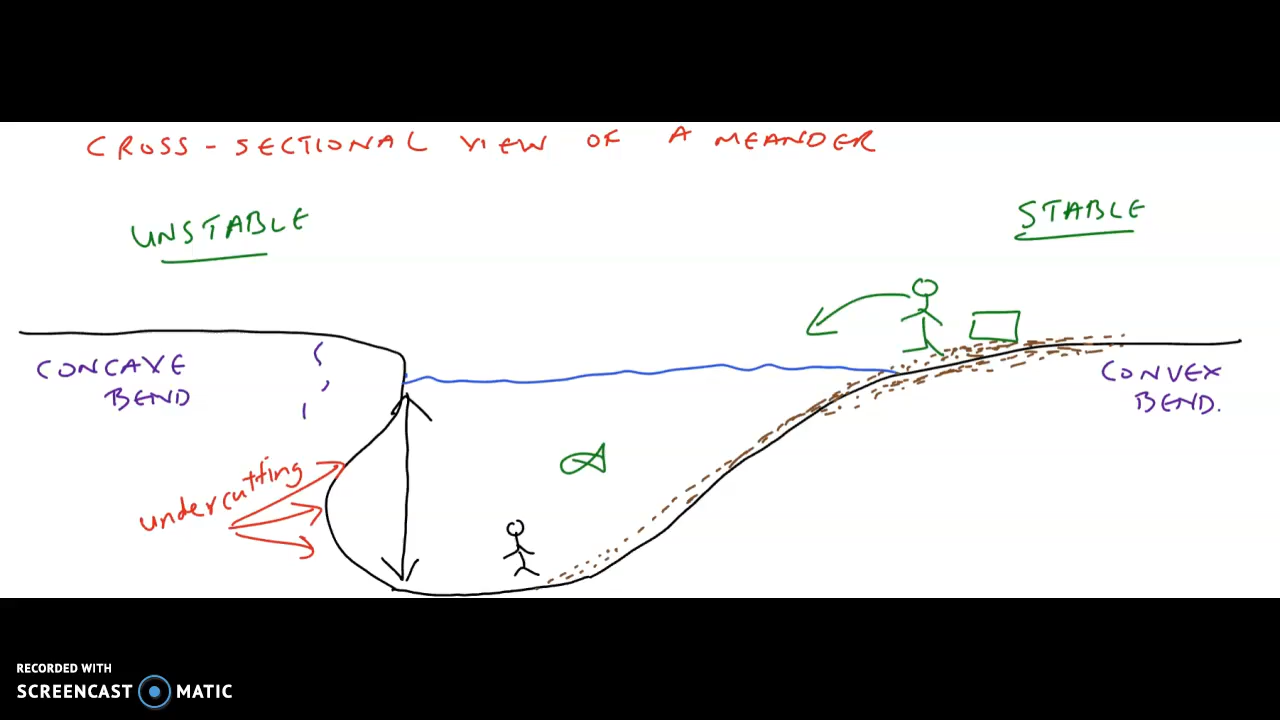 CROSS-SECTIONAL VIEW OF A MEANDER
UNSTABLE
STABLE
CONCAVE
BEND
CONVEX
BEND.
undercutting
RECORDED WITH
SCREENCAST MATIC